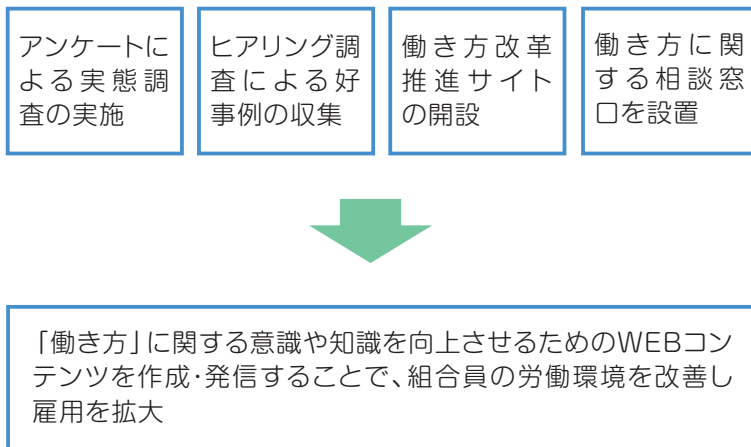 アンケートに
よる実態調
査の実施
ヒアリング調
査による好
事例の収集
働き方改革
推進サイト
の開設
働き方に関
する相談窓
口を設置
「働き方」に関する意識や知識を向上させるためのWEBコン
テンツを作成・発信することで、組合員の労働環境を改善し
雇用を拡大